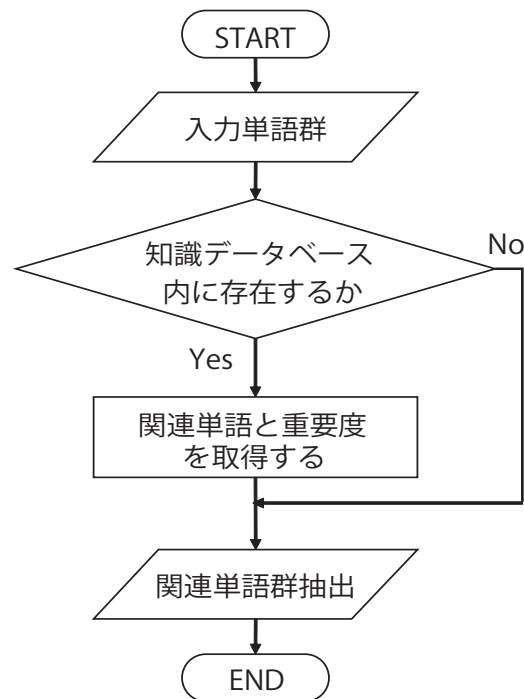 START
入力単語群
知識データベース
内に存在するか
No
Yes
関連単語と重要度
を取得する
関連単語群抽出
END